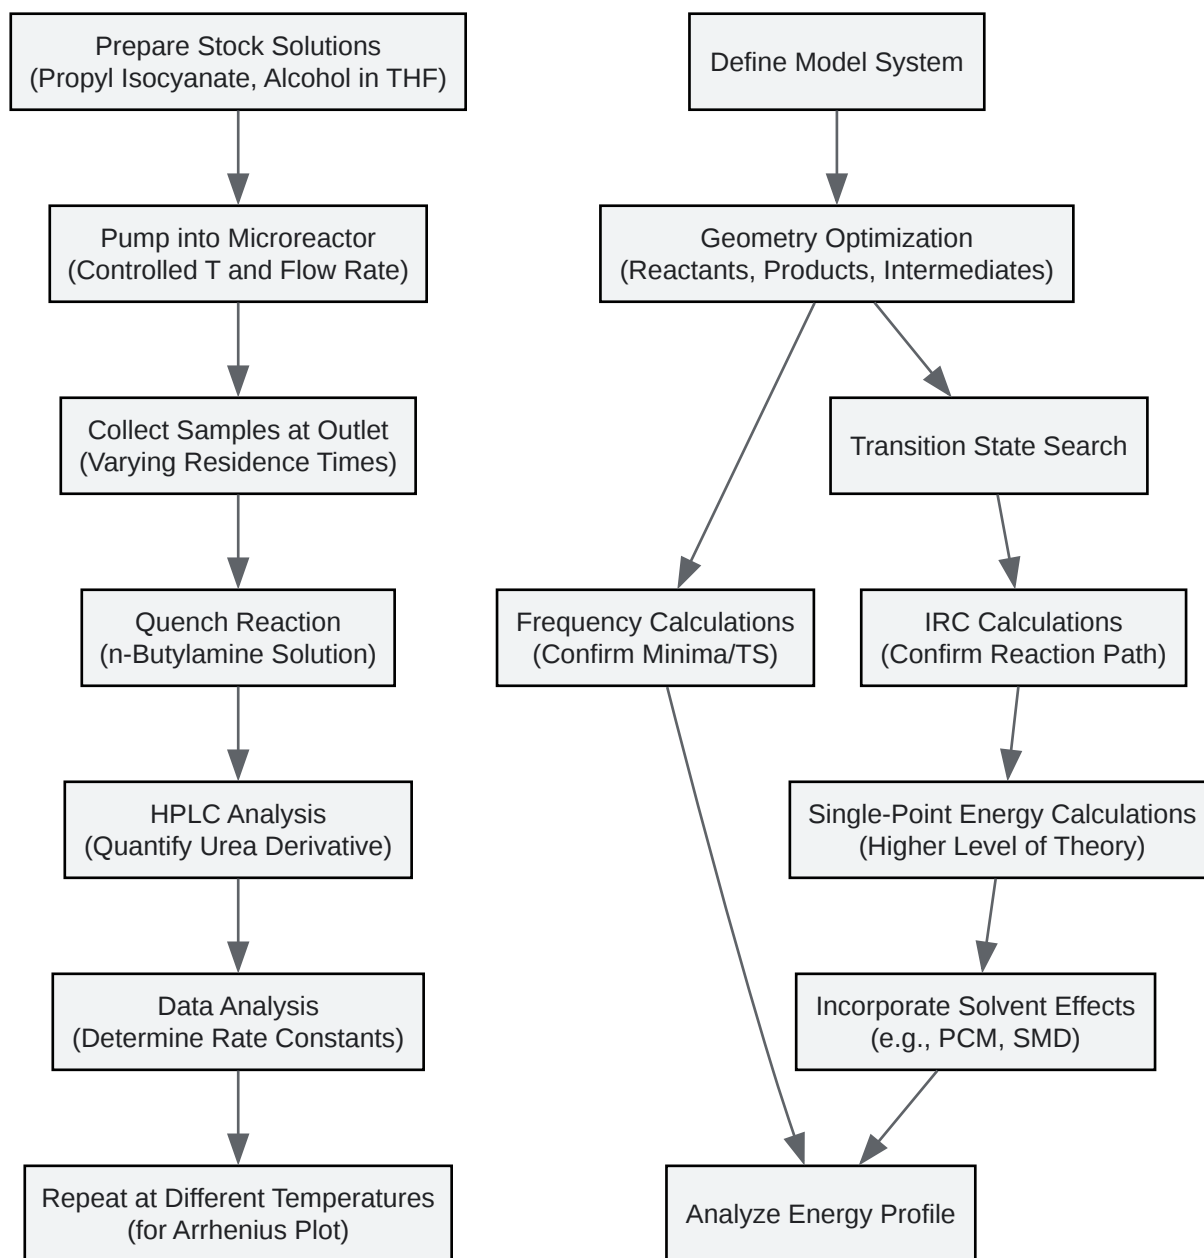 Prepare Stock Solutions
(Propyl Isocyanate, Alcohol in THF)
Pump into Microreactor
(Controlled T and Flow Rate)
Collect Samples at Outlet
(Varying Residence Times)
Quench Reaction
(n-Butylamine Solution)
HPLC Analysis
(Quantify Urea Derivative)
Data Analysis
(Determine Rate Constants)
Repeat at Different Temperatures
(for Arrhenius Plot)
Define Model System
Geometry Optimization
(Reactants, Products, Intermediates)
Transition State Search
Frequency Calculations
(Confirm Minima/TS)
IRC Calculations
(Confirm Reaction Path)
Single-Point Energy Calculations
(Higher Level of Theory)
Incorporate Solvent Effects
(e.g., PCM, SMD)
Analyze Energy Profile